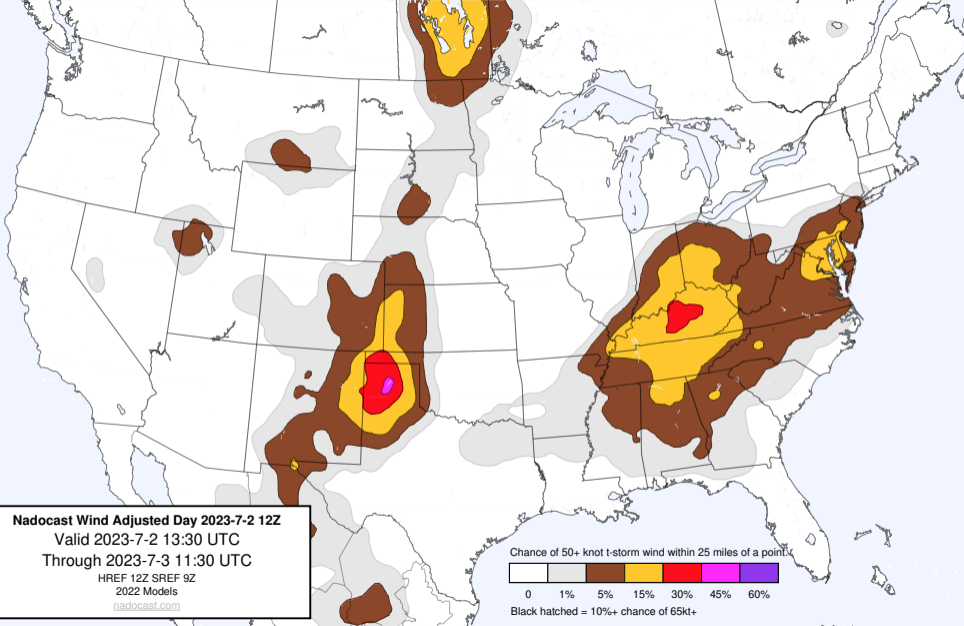 Nadocast Wind Adjusted Day 2023-7-2 12Z
Valid 2023-7-2 13:30 UTC
Through 2023-7-3 11:30 UTC
HREF 12Z SREF 9Z
2022 Models
nadocast.com
Chance of 50+ knot t-storm wind within 25 miles of a point.
0 1% 5% 15% 30% 45% 60%
Black hatched = 10%+ chance of 65kt+